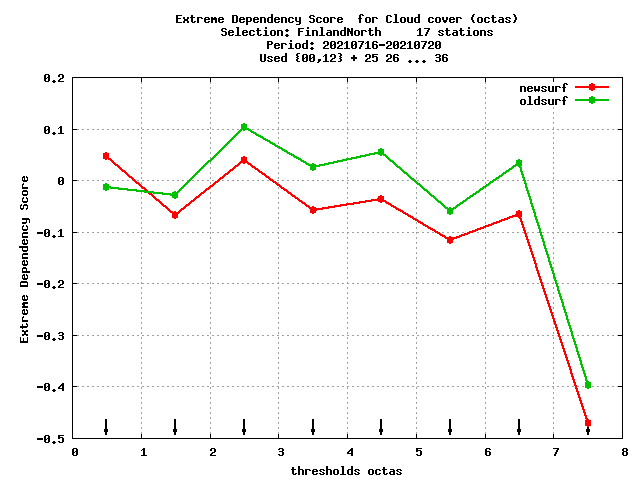 Extreme Dependency Score  for Cloud cover (octas)
Selection: FinlandNorth     17 stations
Period: 20210716-20210720
Used {00,12} + 25 26 ... 36
newsurf
oldsurf
0.2
0.1
0
-0.1
-0.2
-0.3
-0.4
-0.5
Extreme Dependency Score
0 1 2 3 4 5 6 7 8
thresholds octas